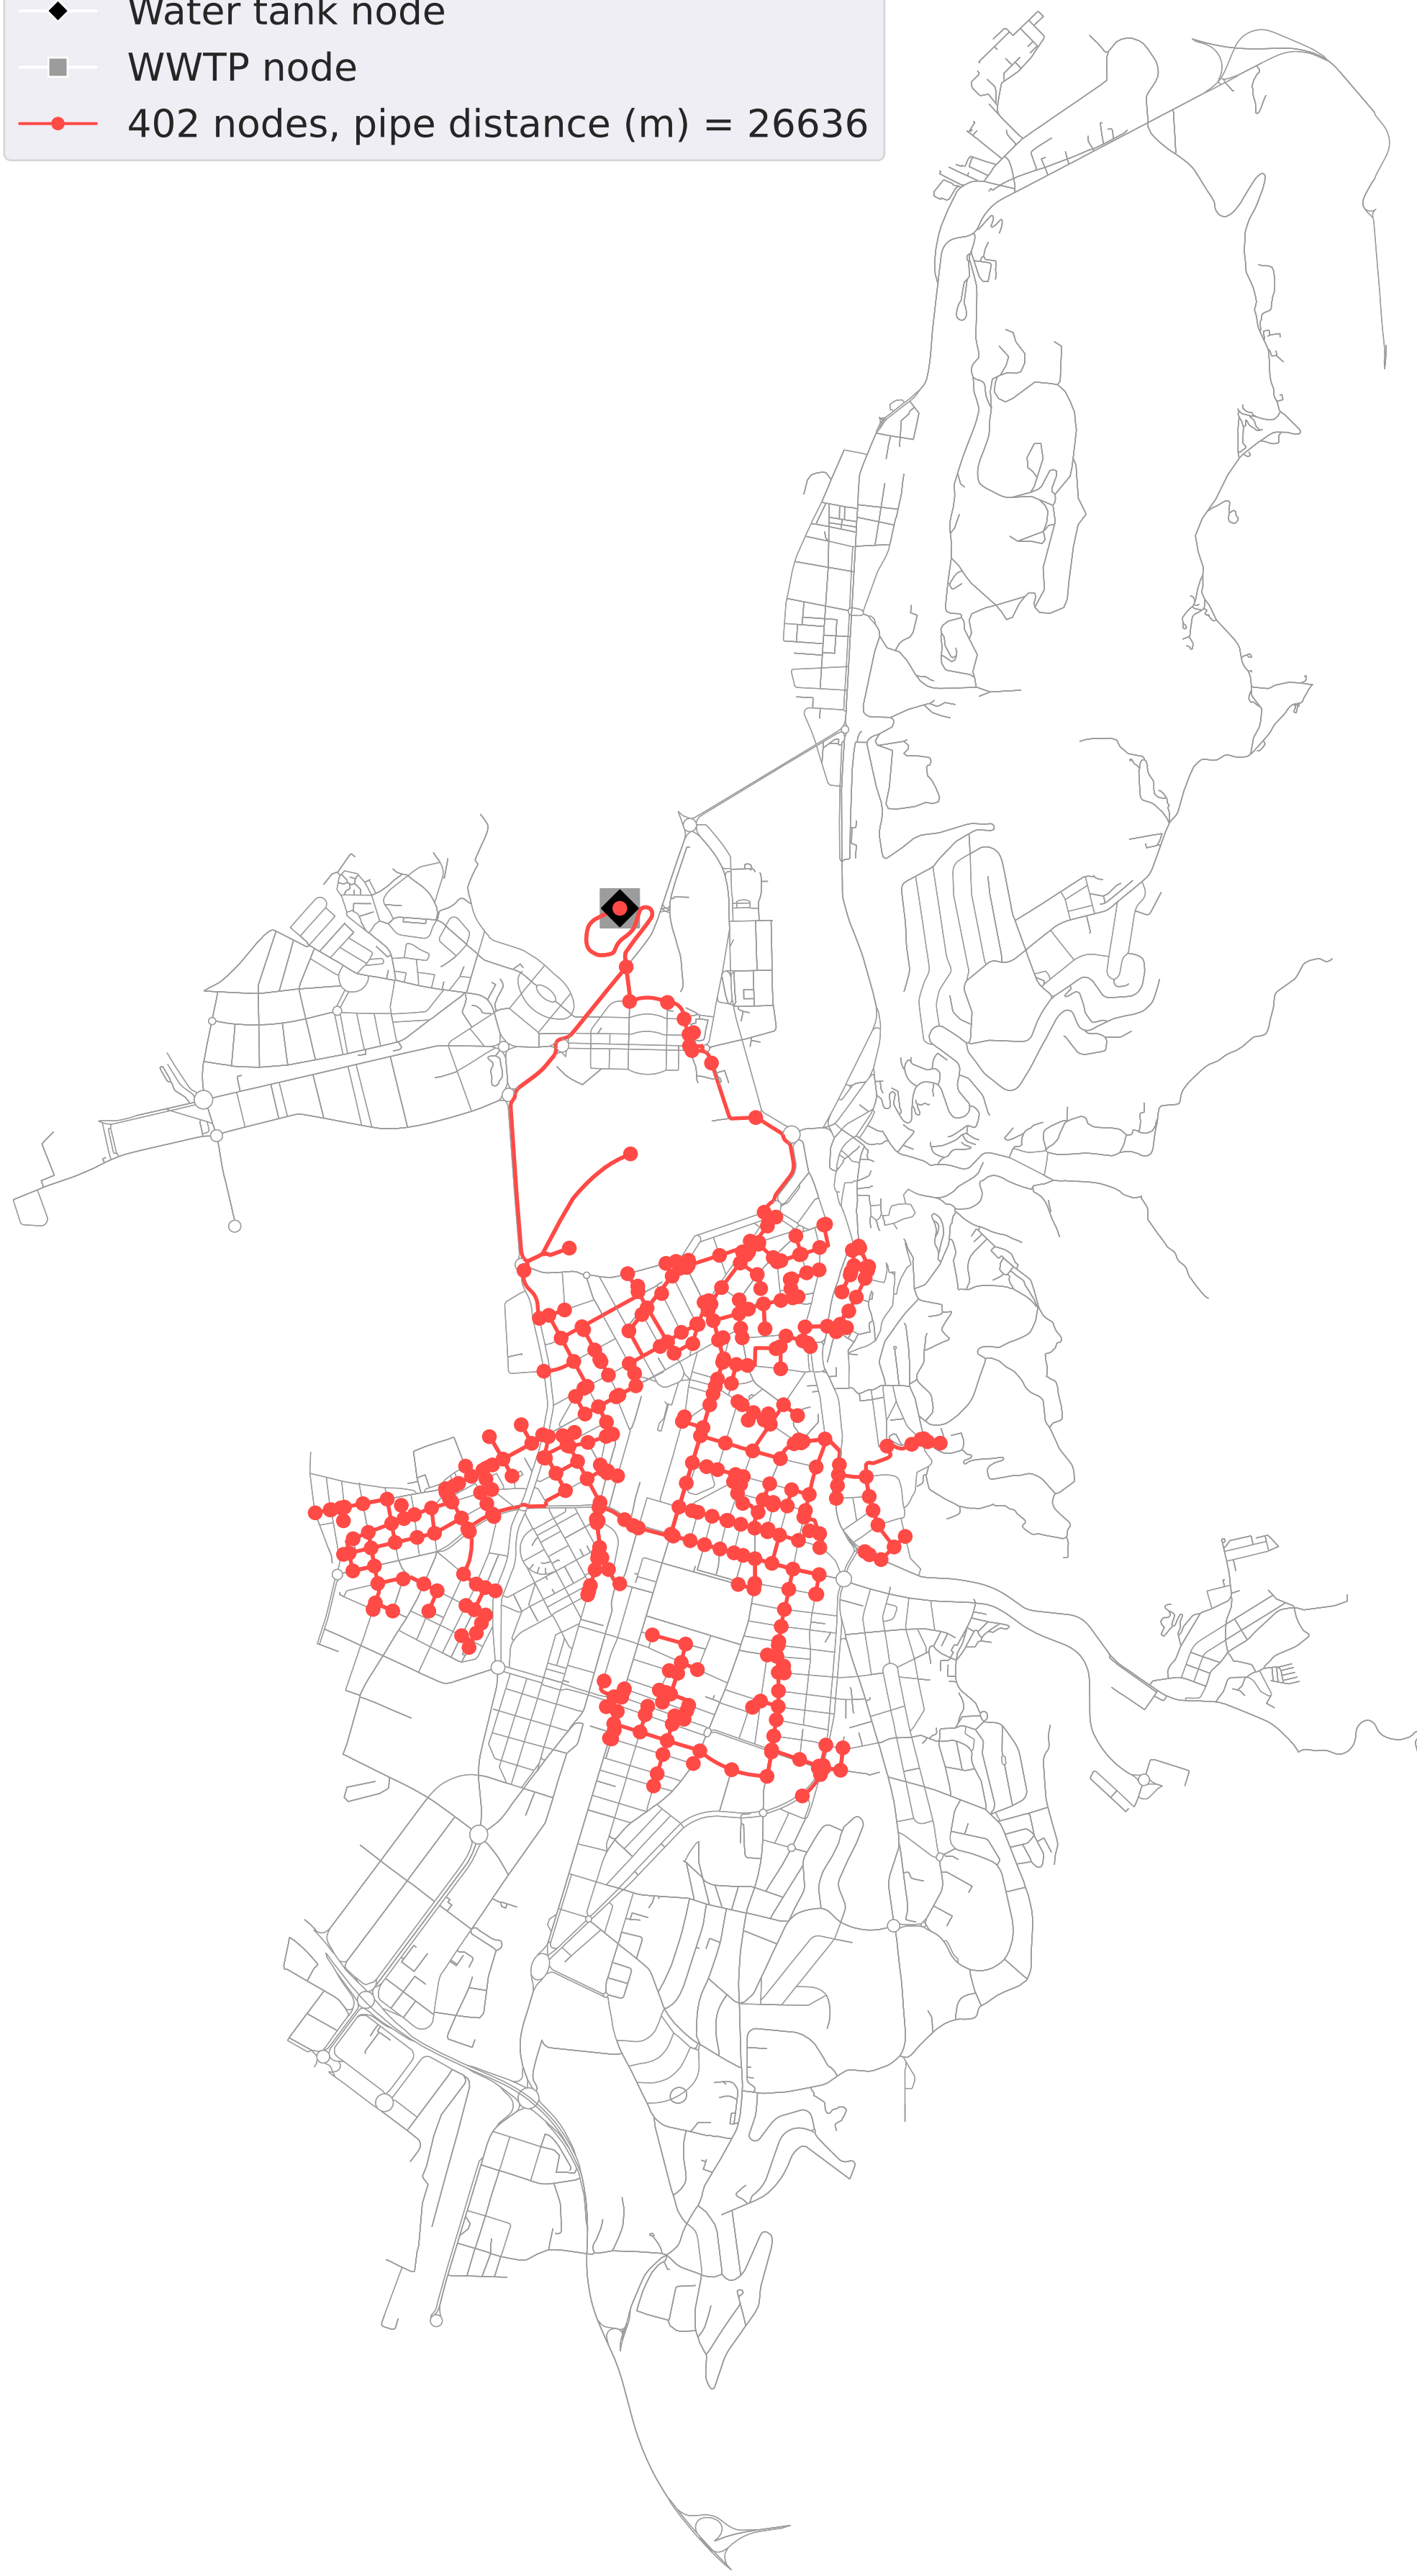 Water tank node
WWTP node
402 nodes, pipe distance (m) = 26636